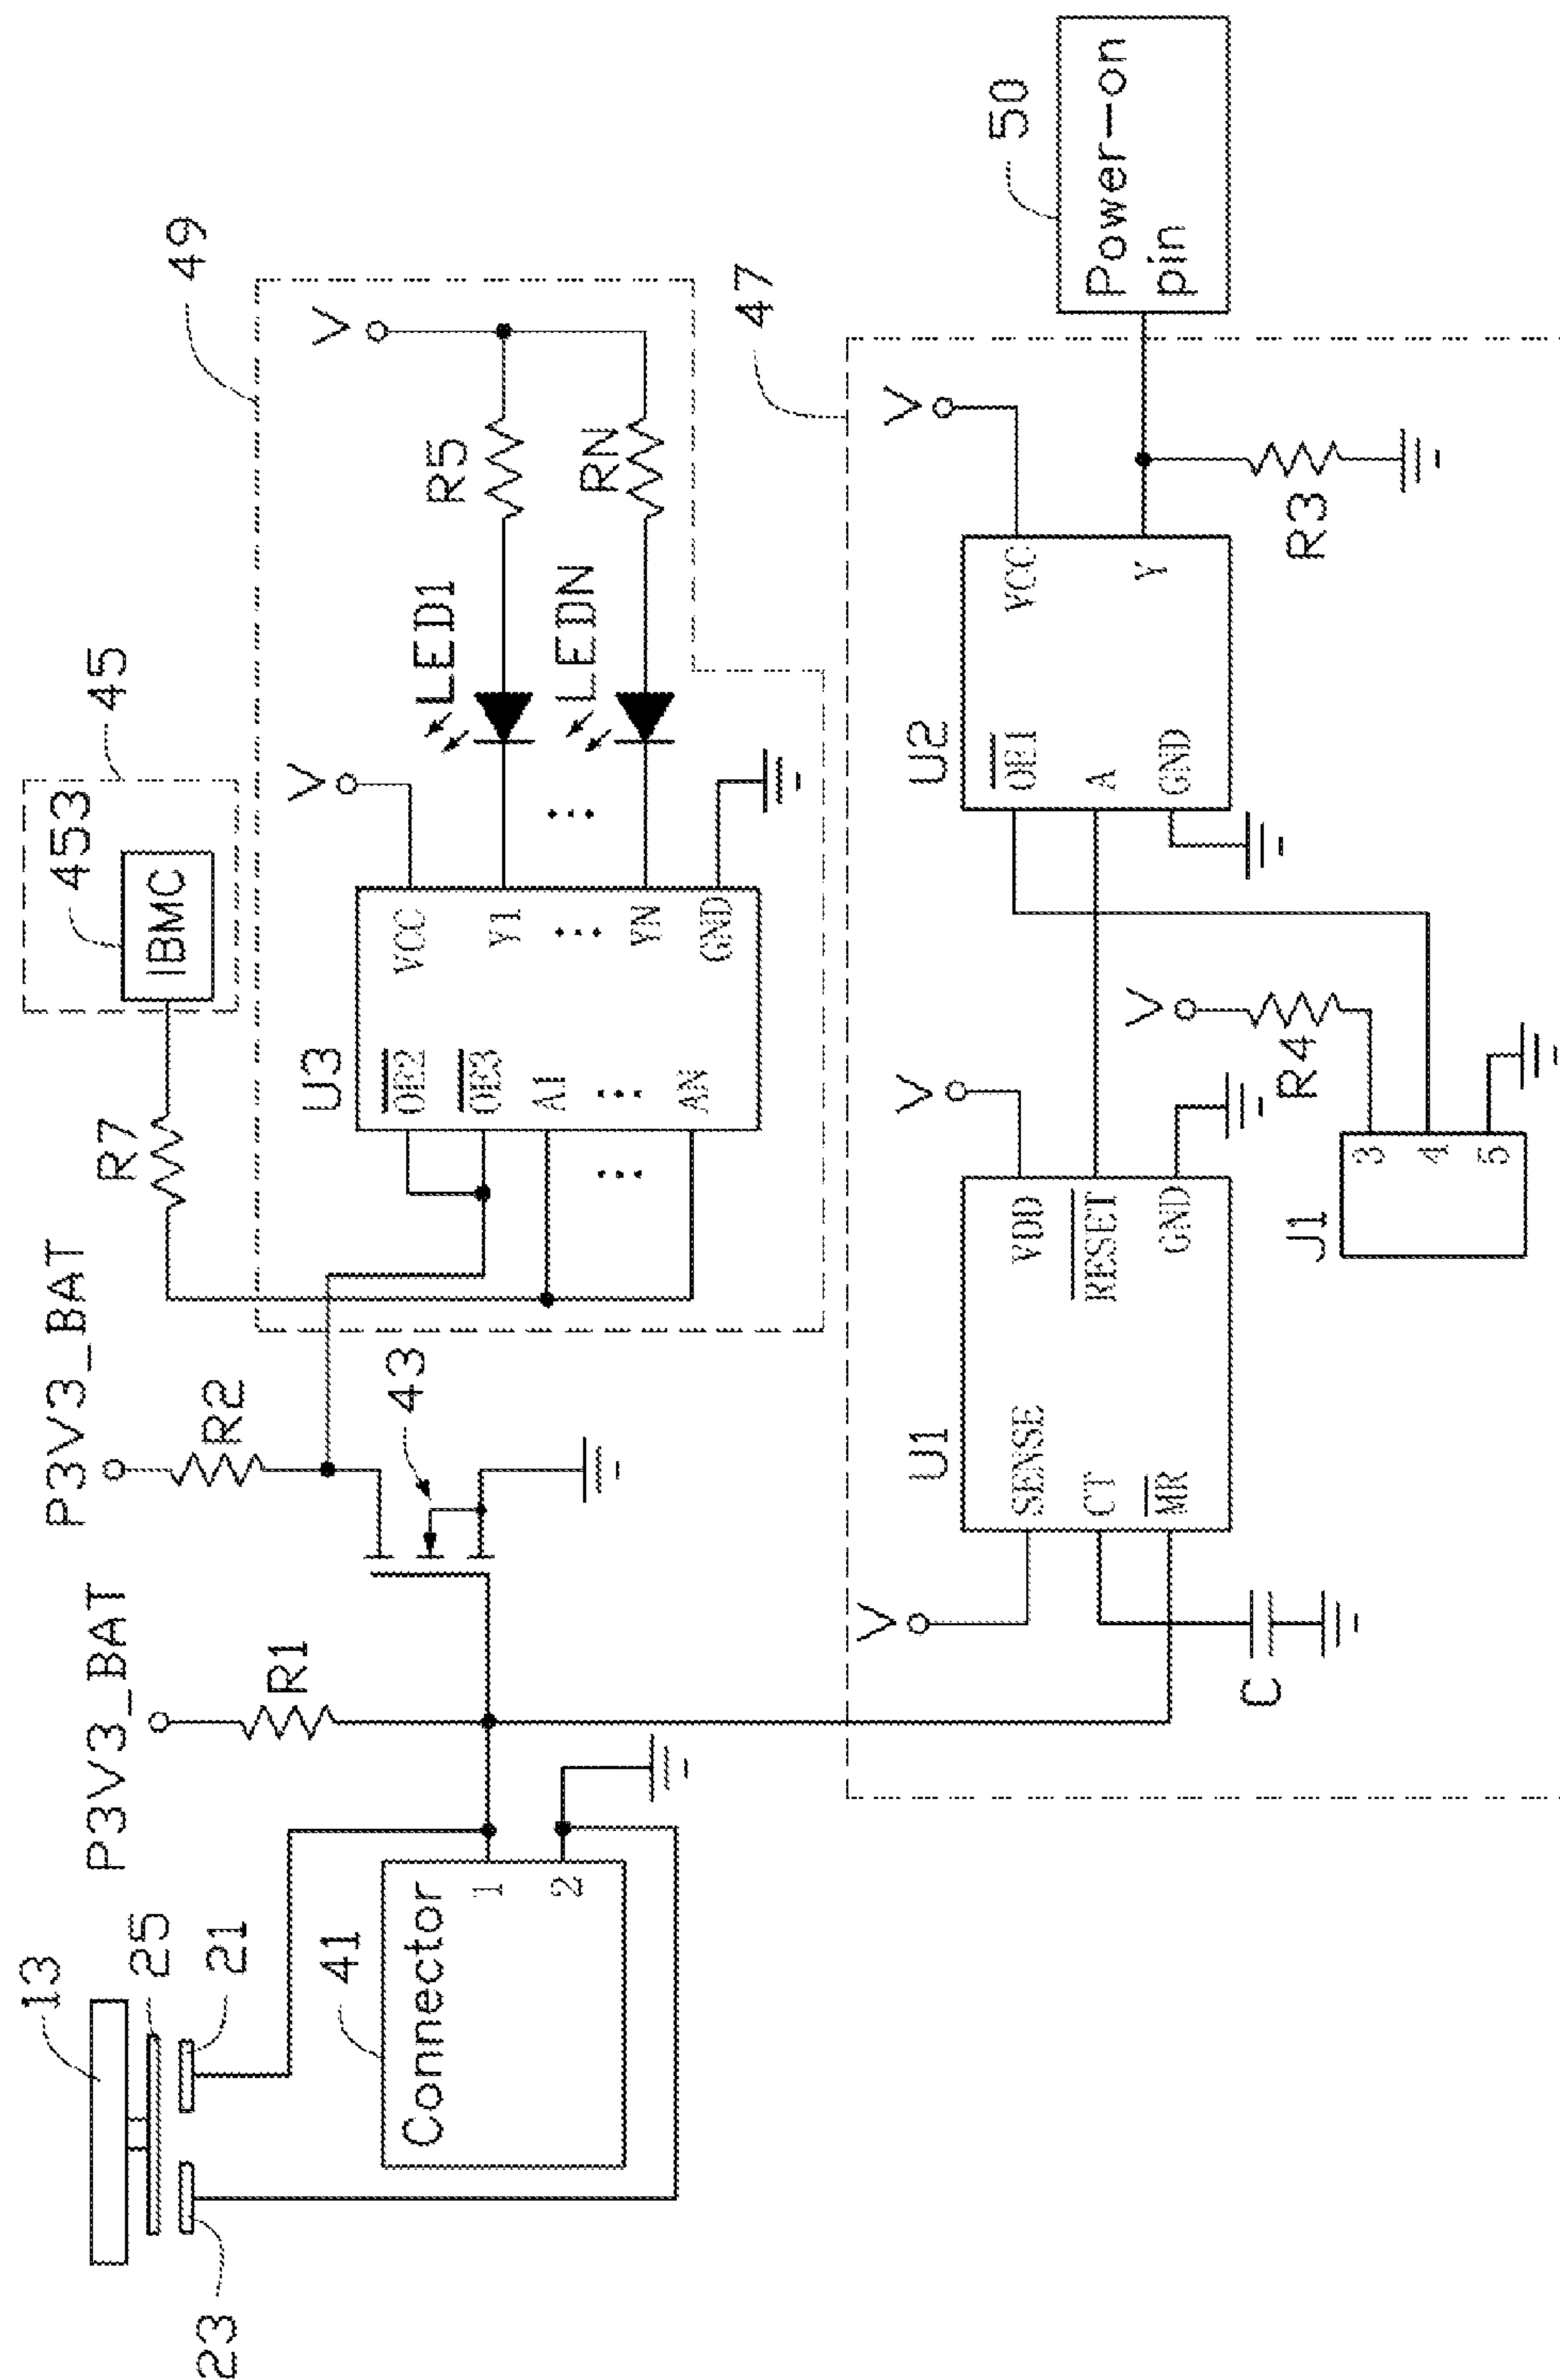 13
25
21
23
41
Connector
1
2
P3V3_BAT
R1
P3V3_BAT
R2
43
R7
45
453
IBMC
49
U3
OE2
OE3
A1
AN
VCC
Y1
YN
GND
V
LED1
LEDN
R5
RN
V
47
V
C
U1
SENSE
CT
MR
VDD
RESET
GND
V
J1
3
4
5
R4
V
U2
OE1
A
GND
VCC
Y
V
R3
50
Power-on
pin